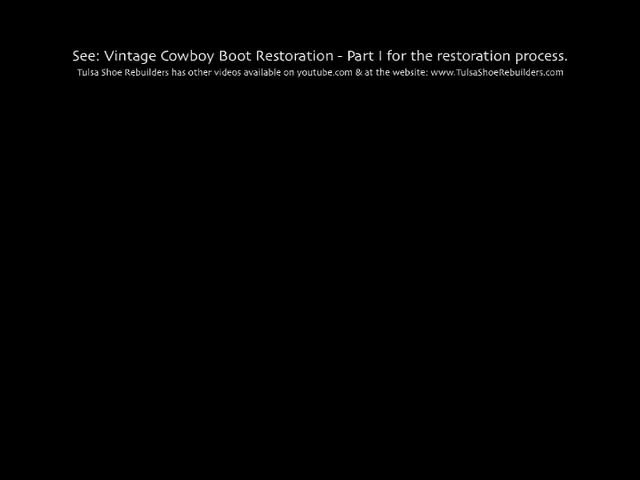 See: Vintage Cowboy Boot Restoration - Part I for the restoration process.
Tulsa Shoe Rebuilders has other videos available on youtube.com & at the website: www.TulsaShoeRebuilders.com